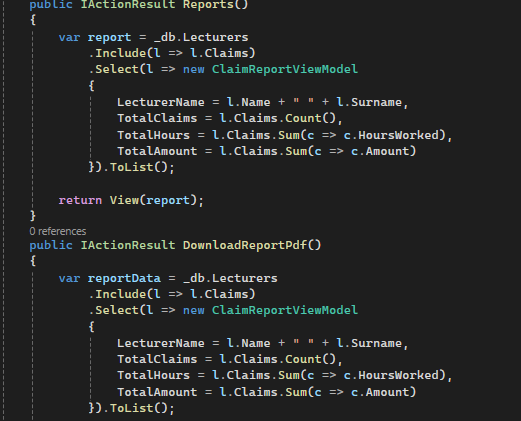 public IActionResult Reports()
{
var report = _db.Lecturers
.Include(l => l.Claims)
.Select(l => new ClaimReportViewModel
{
LecturerName = l.Name + " " + l.Surname,
TotalClaims = l.Claims.Count(),
TotalHours = l.Claims.Sum(c => c.HoursWorked),
TotalAmount = l.Claims.Sum(c => c.Amount)
}).ToList();
return View(report);
}
0 references
public IActionResult DownloadReportPdf()
{
var reportData = _db.Lecturers
.Include(l => l.Claims)
.Select(l => new ClaimReportViewModel
{
LecturerName = l.Name + " " + l.Surname,
TotalClaims = l.Claims.Count(),
TotalHours = l.Claims.Sum(c => c.HoursWorked),
TotalAmount = l.Claims.Sum(c => c.Amount)
}).ToList();